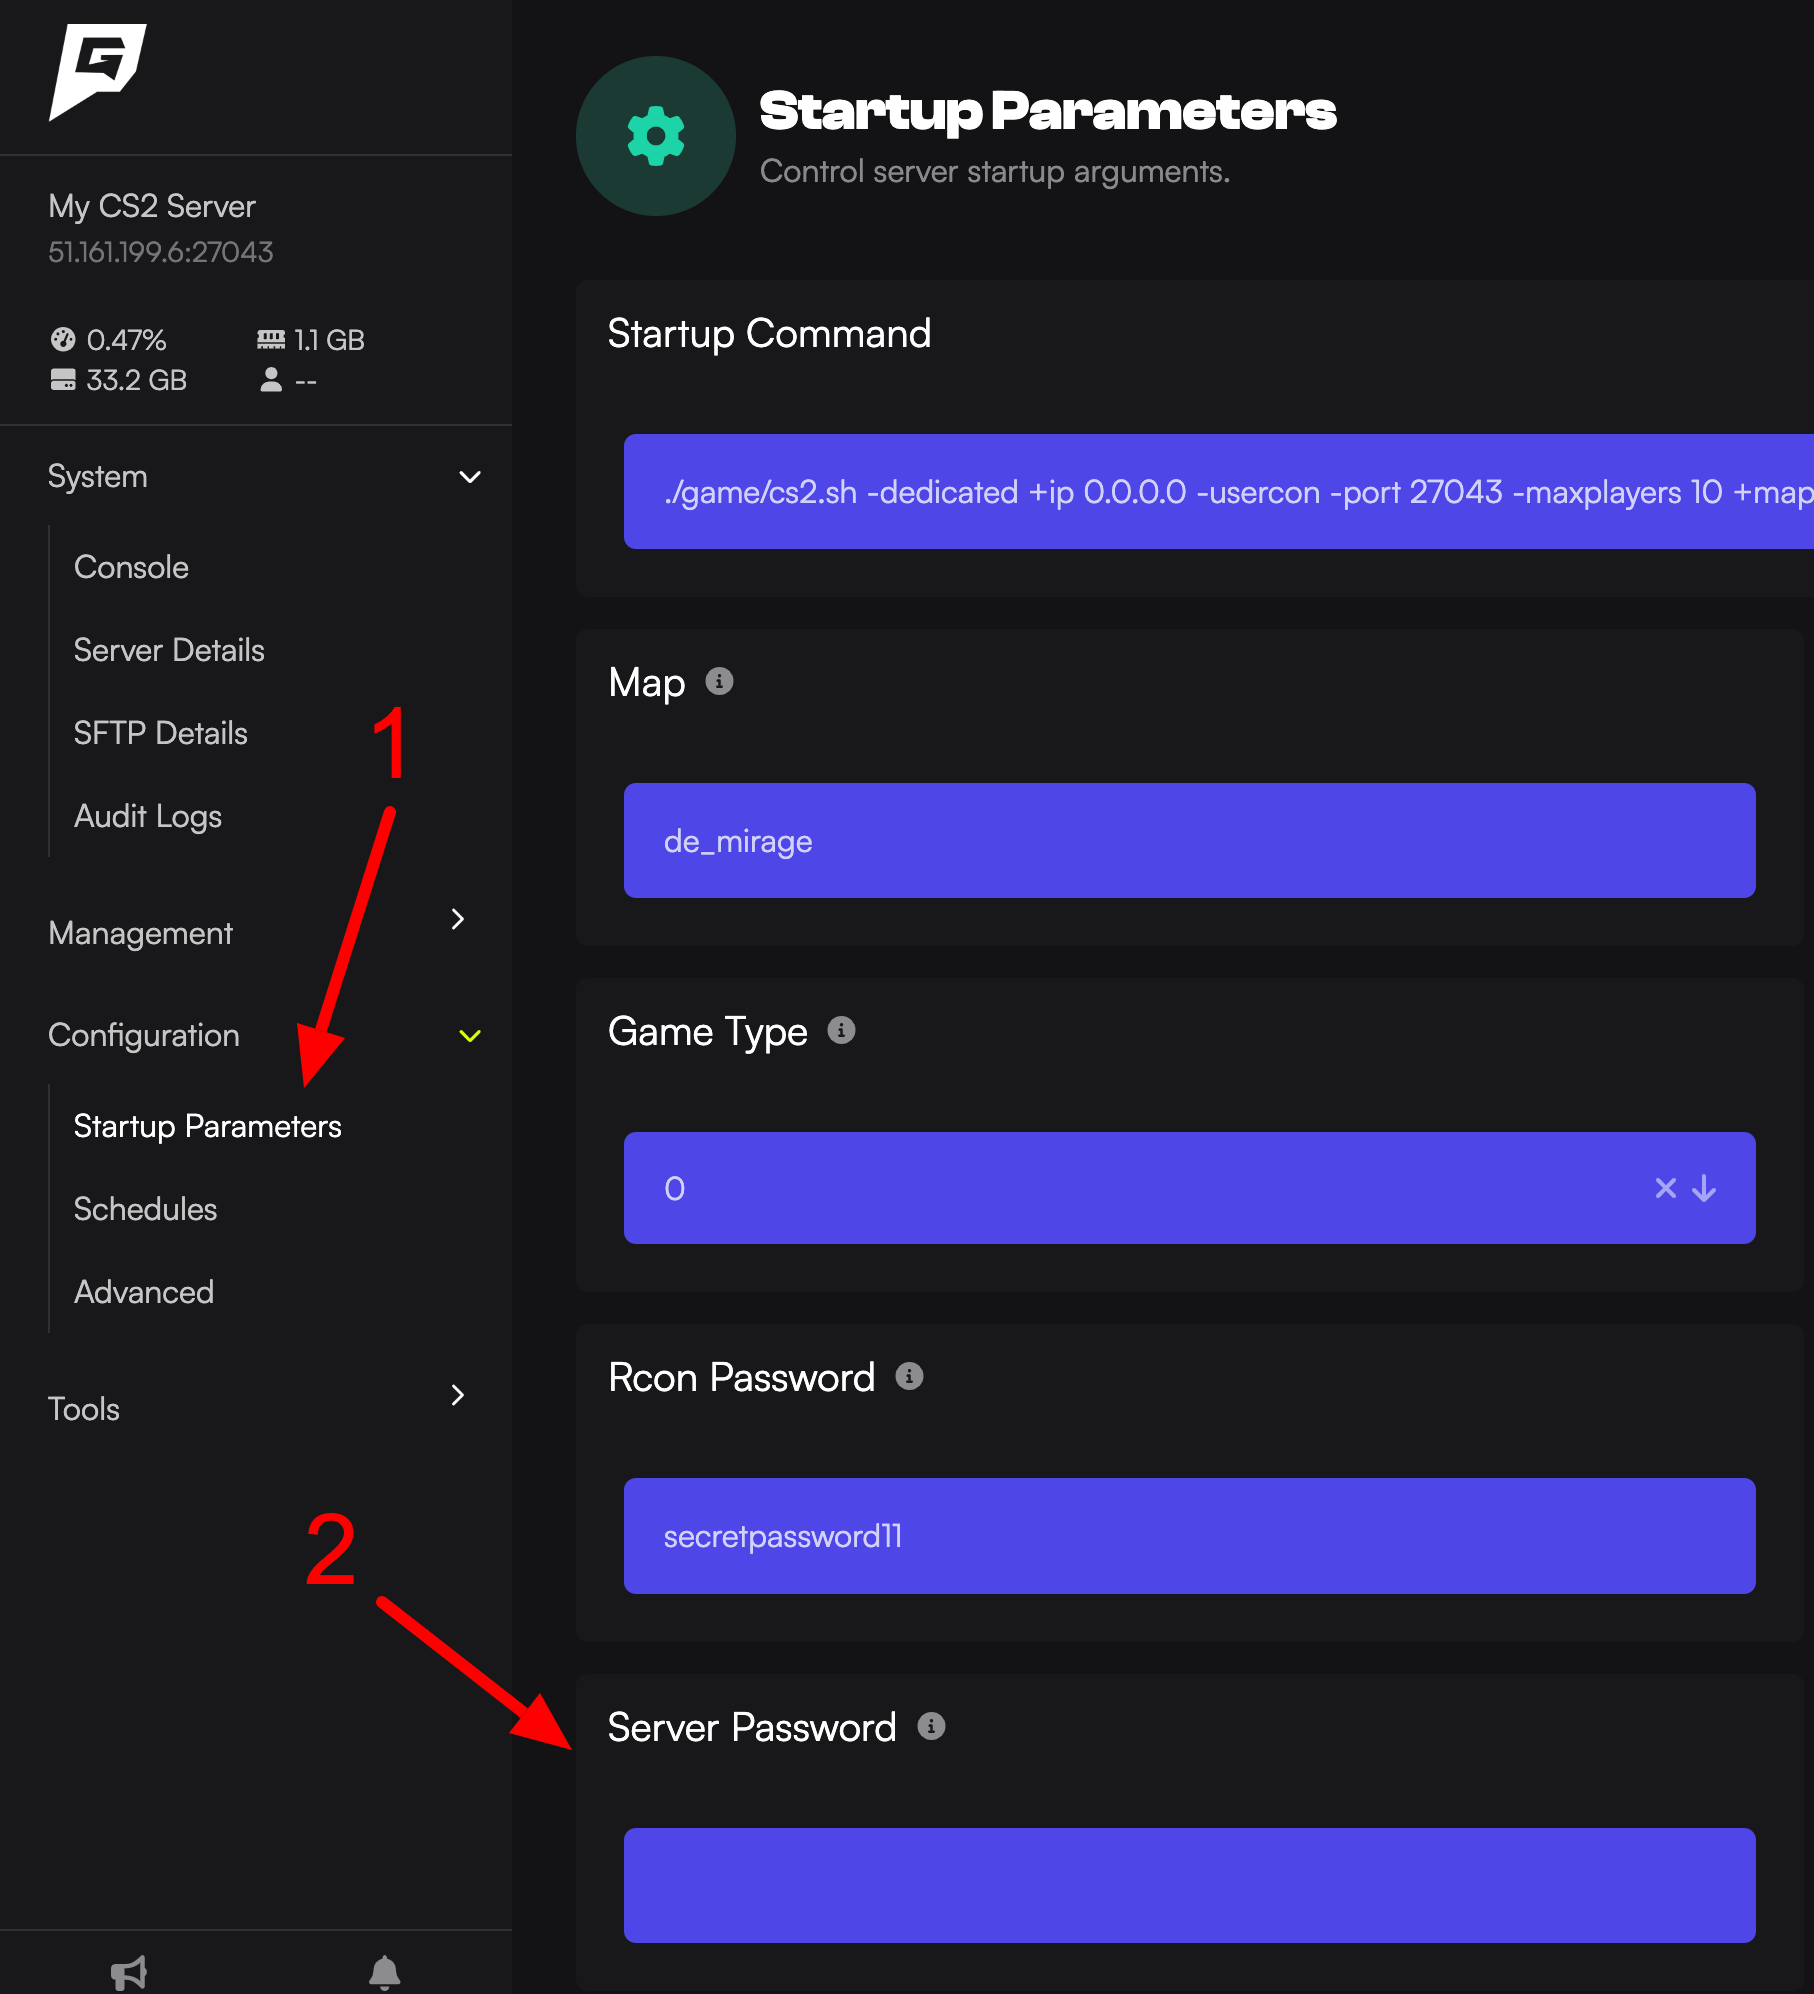 My CS2 Server
51.161.199.6:27043
0.47%
1.1 GB
33.2 GB
--
System
Console
Server Details
SFTP Details
Audit Logs
Management
Configuration
Startup Parameters
Schedules
Advanced
Tools
1
2
Startup Parameters
Control server startup arguments.
Startup Command
./game/cs2.sh -dedicated +ip 0.0.0.0 -usercon -port 27043 -maxplayers 10 +map
Map
de_mirage
Game Type
0
Rcon Password
secretpassword11
Server Password